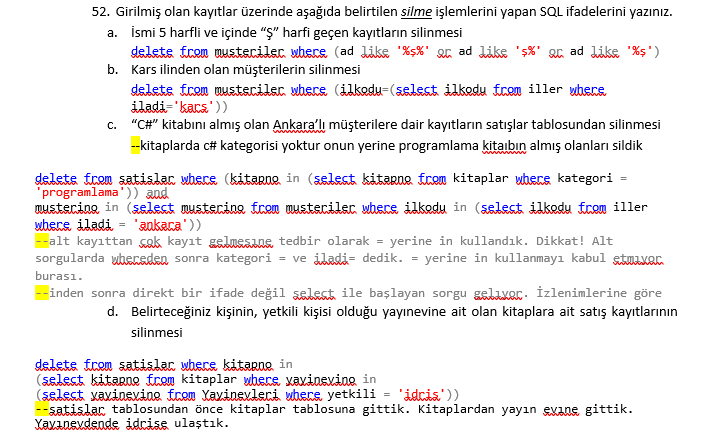 52. Girilmiş olan kayıtlar üzerinde aşağıda belirtilen silme işlemlerini yapan SQL ifadelerini yazınız.
a. İsmi 5 harfli ve içinde “Ş” harfi geçen kayıtların silinmesi
delete from musteriler where (ad like '%ş%' or ad like 'ş%' or ad like '%ş')
b. Kars ilinden olan müşterilerin silinmesi
delete from musteriler where (ilkodu=(select ilkodu from iller where
iladi='kars'))
c. “C#” kitabını almış olan Ankara’lı müşterilere dair kayıtların satışlar tablosundan silinmesi
--kitaplarda c# kategorisi yoktur onun yerine programlama kitaıbın almış olanları sildik
delete from satislar where (kitapno in (select kitapno from kitaplar where kategori =
'programlama')) and
musterino in (select musterino from musteriler where ilkodu in (select ilkodu from iller
where iladi = 'ankara'))
--alt kayıttan çok kayıt gelmesıne tedbir olarak = yerine in kullandık. Dikkat! Alt
sorgularda whereden sonra kategori = ve iladi= dedik. = yerine in kullanmayı kabul etmıyor
burası.
--inden sonra direkt bir ifade değil select ile başlayan sorgu gelıyor. İzlenimlerine göre
d. Belirteceğiniz kişinin, yetkili kişisi olduğu yayınevine ait olan kitaplara ait satış kayıtlarının
silinmesi
delete from satislar where kitapno in
(select kitapno from kitaplar where yayinevino in
(select yayinevino from Yayinevleri where yetkili = 'idris'))
--satislar tablosundan önce kitaplar tablosuna gittik. Kitaplardan yayın evıne gittik.
Yayınevdende idrise ulaştık.